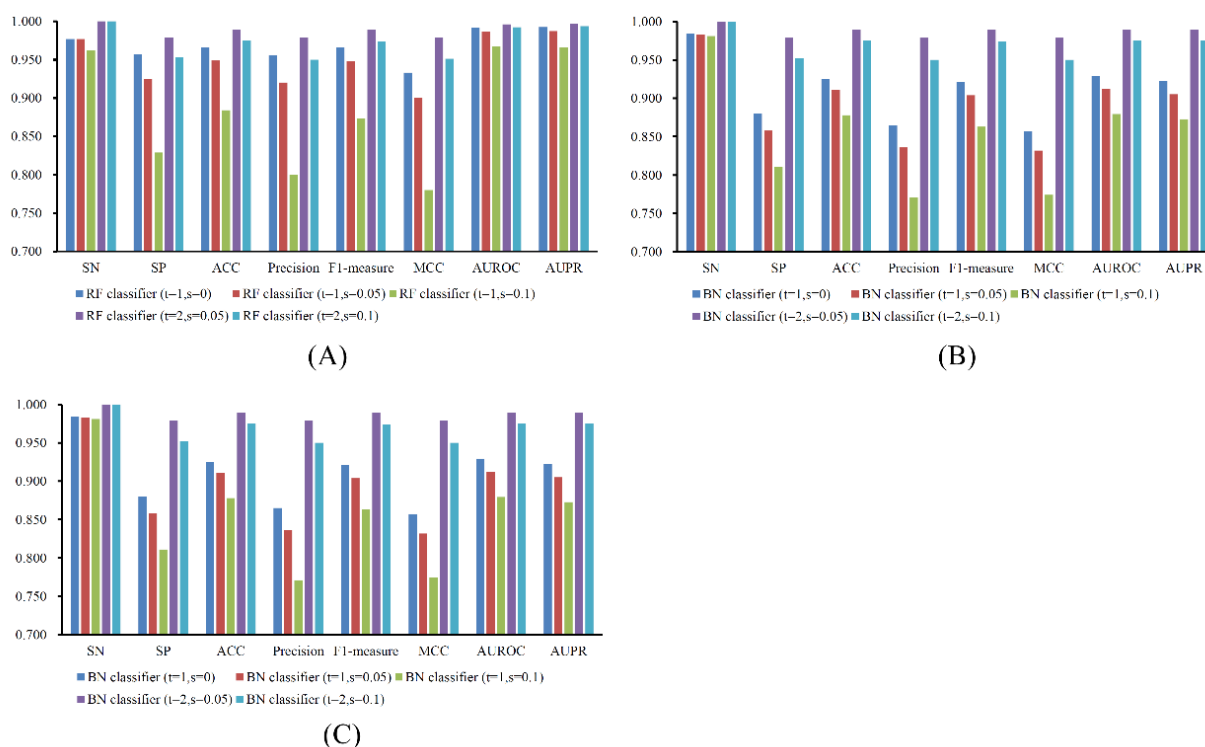 1.000
0.950
0.900
0.850
0.800
0.750
0.700
SN SP ACC Precision F1-measure MCC AUROC AUPR
RF classifier (t−1,s−0) RF classifier (t−1,s−0.05) RF classifier (t−1,s−0.1)
RF classifier (t=2,s=0.05) RF classifier (t=2,s=0.1)
(A)
1.000
0.950
0.900
0.850
0.800
0.750
0.700
SN SP ACC Precision F1-measure MCC AUROC AUPR
BN classifier (t=1,s=0) BN classifier (t=1,s=0.05) BN classifier (t=1,s=0.1)
BN classifier (t−2,s−0.05) BN classifier (t−2,s−0.1)
(B)
1.000
0.950
0.900
0.850
0.800
0.750
0.700
SN SP ACC Precision F1-measure MCC AUROC AUPR
BN classifier (t=1,s=0) BN classifier (t=1,s=0.05) BN classifier (t=1,s=0.1)
BN classifier (t−2,s−0.05) BN classifier (t−2,s−0.1)
(C)